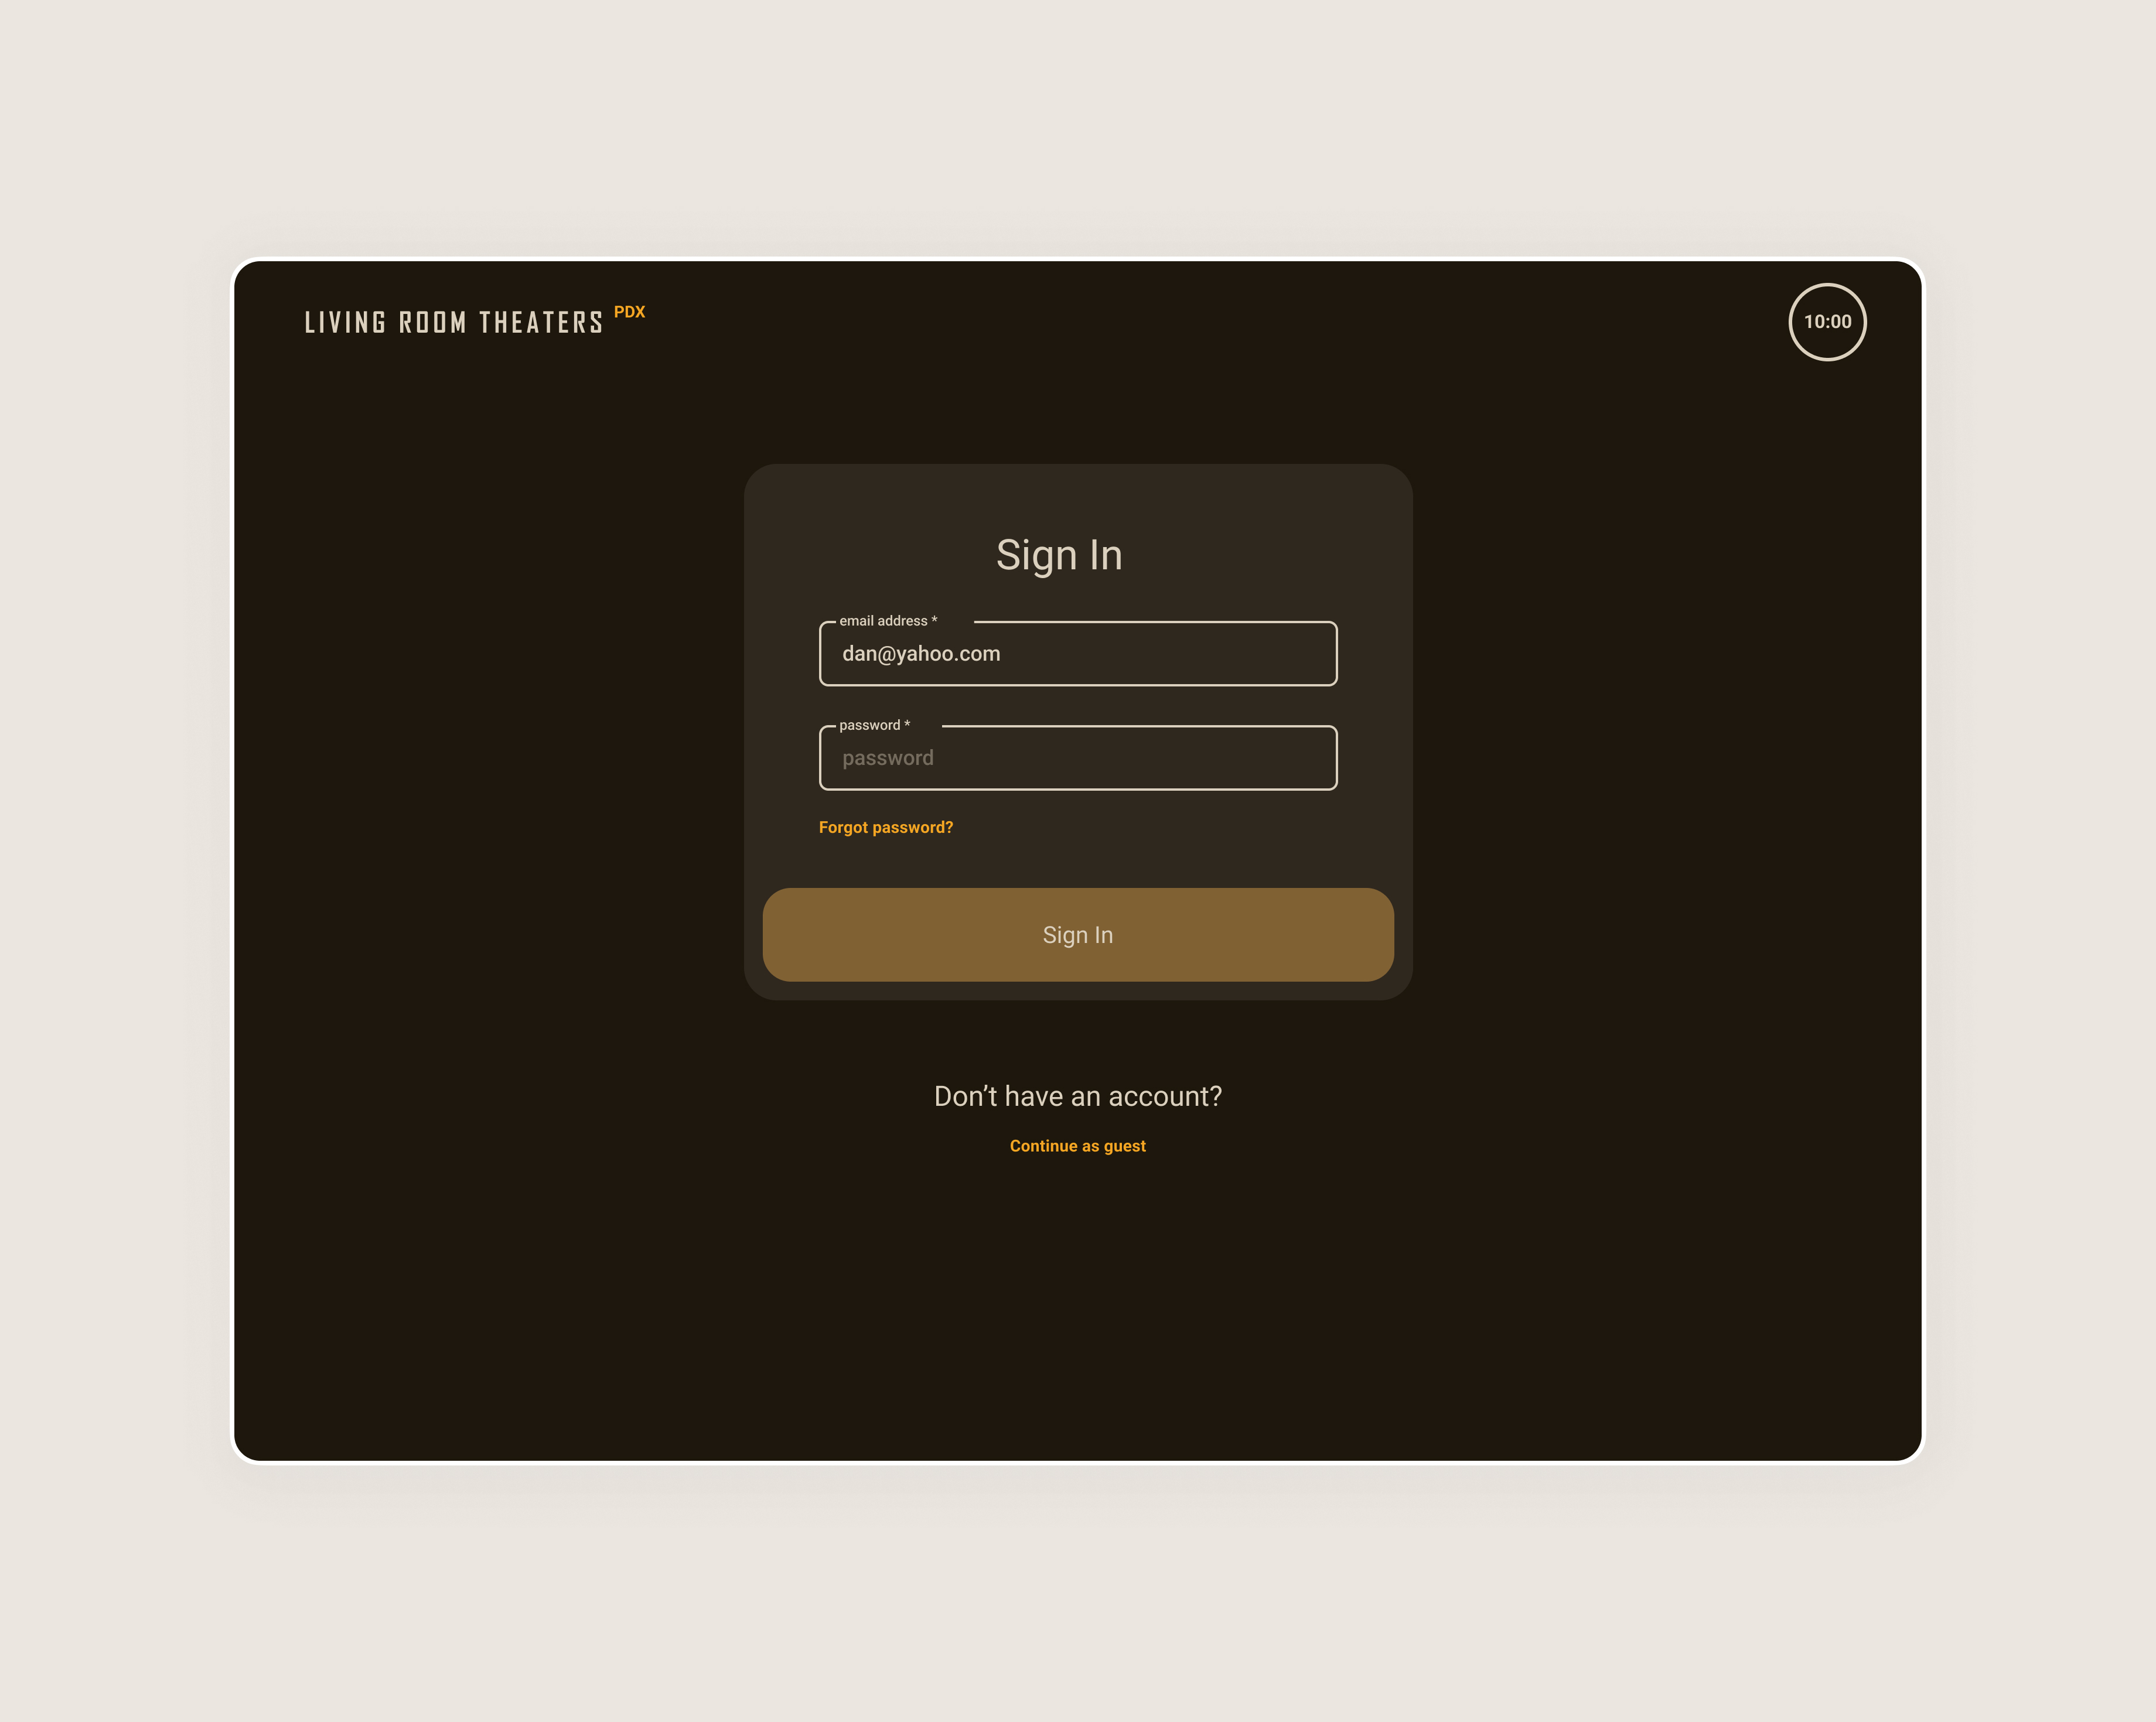 LIVING ROOM THEATERS PDX
10:00
Sign In
email address *
dan@yahoo.com
password *
password
Forgot password?
Sign In
Don’t have an account?
Continue as guest